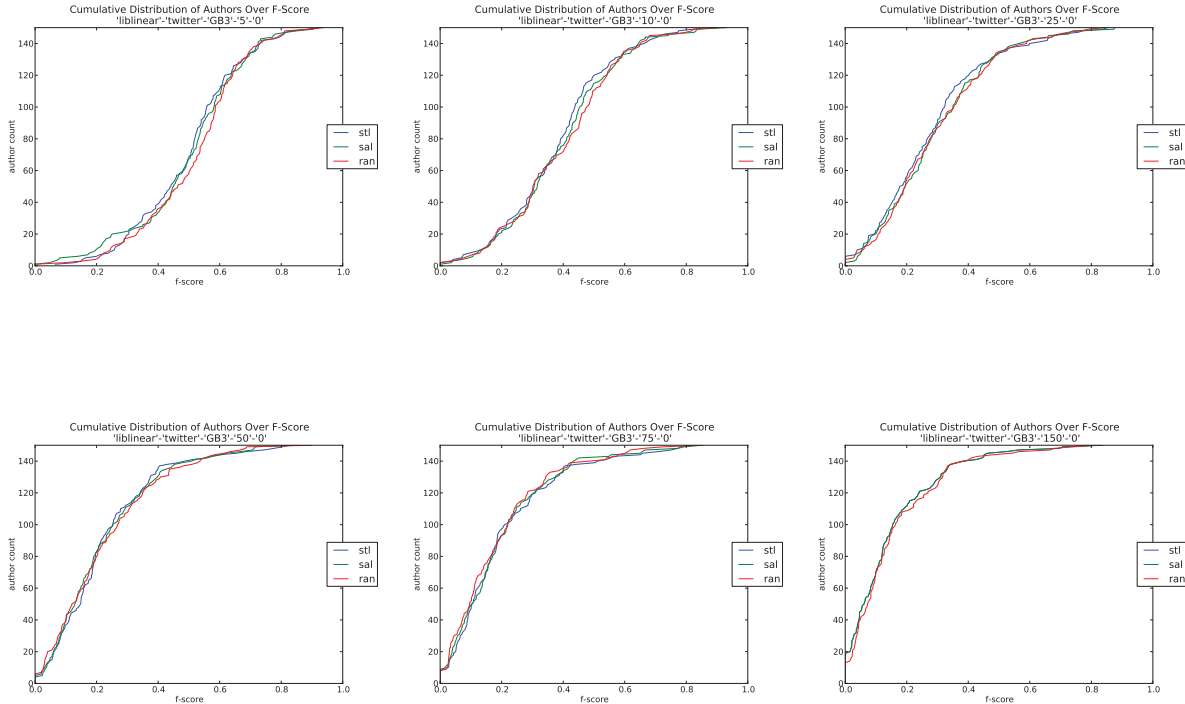 Cumulative Distribution of Authors Over F-Score
'liblinear'-'twitter'-'GB3'-'5'-'0'
140
120
100
80
60
40
20
0
author count
0.0 0.2 0.4 0.6 0.8 1.0
f-score
stl
sal
ran
Cumulative Distribution of Authors Over F-Score
'liblinear'-'twitter'-'GB3'-'10'-'0'
140
120
100
80
60
40
20
0
author count
0.0 0.2 0.4 0.6 0.8 1.0
f-score
stl
sal
ran
Cumulative Distribution of Authors Over F-Score
'liblinear'-'twitter'-'GB3'-'25'-'0'
140
120
100
80
60
40
20
0
author count
0.0 0.2 0.4 0.6 0.8 1.0
f-score
stl
sal
ran
Cumulative Distribution of Authors Over F-Score
'liblinear'-'twitter'-'GB3'-'50'-'0'
140
120
100
80
60
40
20
0
author count
0.0 0.2 0.4 0.6 0.8 1.0
f-score
stl
sal
ran
Cumulative Distribution of Authors Over F-Score
'liblinear'-'twitter'-'GB3'-'75'-'0'
140
120
100
80
60
40
20
0
author count
0.0 0.2 0.4 0.6 0.8 1.0
f-score
stl
sal
ran
Cumulative Distribution of Authors Over F-Score
'liblinear'-'twitter'-'GB3'-'150'-'0'
140
120
100
80
60
40
20
0
author count
0.0 0.2 0.4 0.6 0.8 1.0
f-score
stl
sal
ran